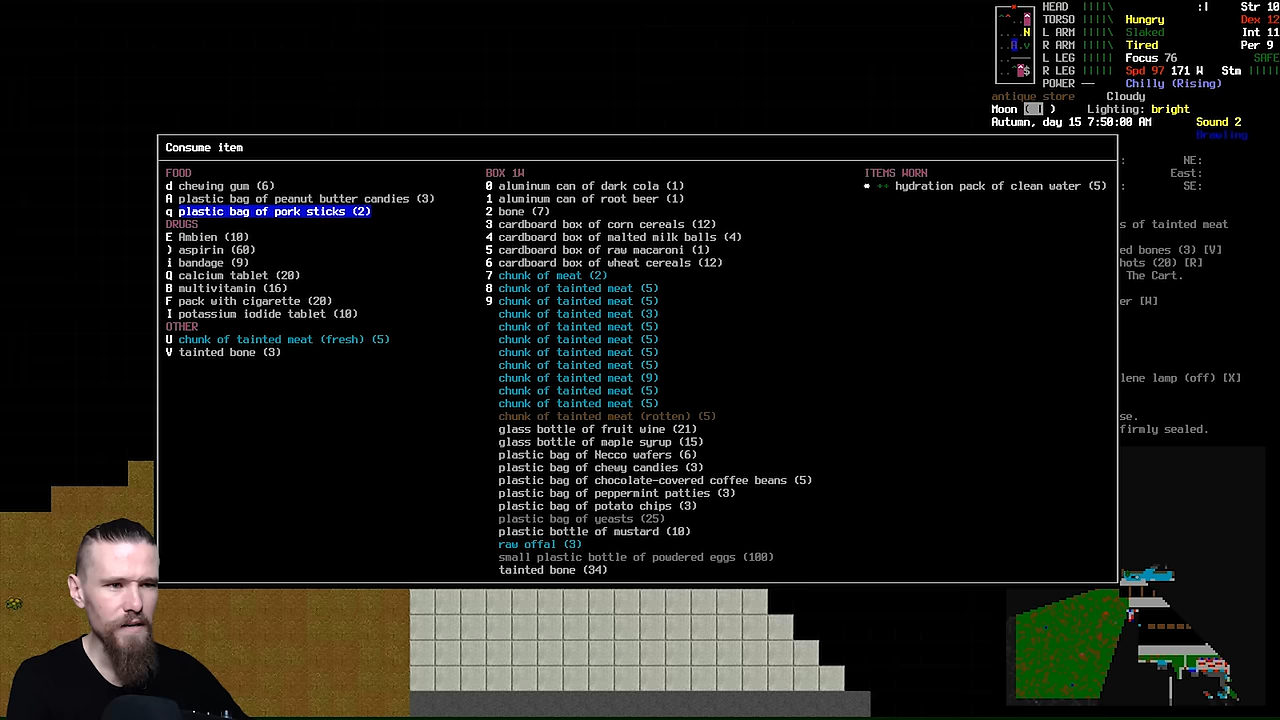 HEAD :| Str 10
TORSO Hungry Dex 12
L ARM Slaked Int 11
R ARM Tired Per 9
L LEG Focus 76 SAFE
R LEG Spd 97 171 W Stm
POWER -- Chilly (Rising)
antique store Cloudy
Moon ( ) Lighting: bright
Autumn, day 15 7:50:00 AM Sound 2
Brawling
Consume item
FOOD
d chewing gum (6)
A plastic bag of peanut butter candies (3)
q plastic bag of pork sticks (2)
DRUGS
E Ambien (10)
) aspirin (60)
i bandage (9)
Q calcium tablet (20)
B multivitamin (16)
F pack with cigarette (20)
I potassium iodide tablet (10)
OTHER
U chunk of tainted meat (fresh) (5)
V tainted bone (3)
BOX 1W
0 aluminum can of dark cola (1)
1 aluminum can of root beer (1)
2 bone (7)
3 cardboard box of corn cereals (12)
4 cardboard box of malted milk balls (4)
5 cardboard box of raw macaroni (1)
6 cardboard box of wheat cereals (12)
7 chunk of meat (2)
8 chunk of tainted meat (5)
9 chunk of tainted meat (5)
chunk of tainted meat (3)
chunk of tainted meat (5)
chunk of tainted meat (5)
chunk of tainted meat (5)
chunk of tainted meat (5)
chunk of tainted meat (9)
chunk of tainted meat (5)
chunk of tainted meat (5)
chunk of tainted meat (rotten) (5)
glass bottle of fruit wine (21)
glass bottle of maple syrup (15)
plastic bag of Necco wafers (6)
plastic bag of chewy candies (3)
plastic bag of chocolate-covered coffee beans (5)
plastic bag of peppermint patties (3)
plastic bag of potato chips (3)
plastic bag of yeasts (25)
plastic bottle of mustard (10)
raw offal (3)
small plastic bottle of powdered eggs (100)
tainted bone (34)
ITEMS WORN
* ++ hydration pack of clean water (5)
: NE:
: East:
: SE:
s of tainted meat
ed bones (3) [V]
hots (20) [R]
The Cart.
er [W]
lene lamp (off) [X]
se.
firmly sealed.